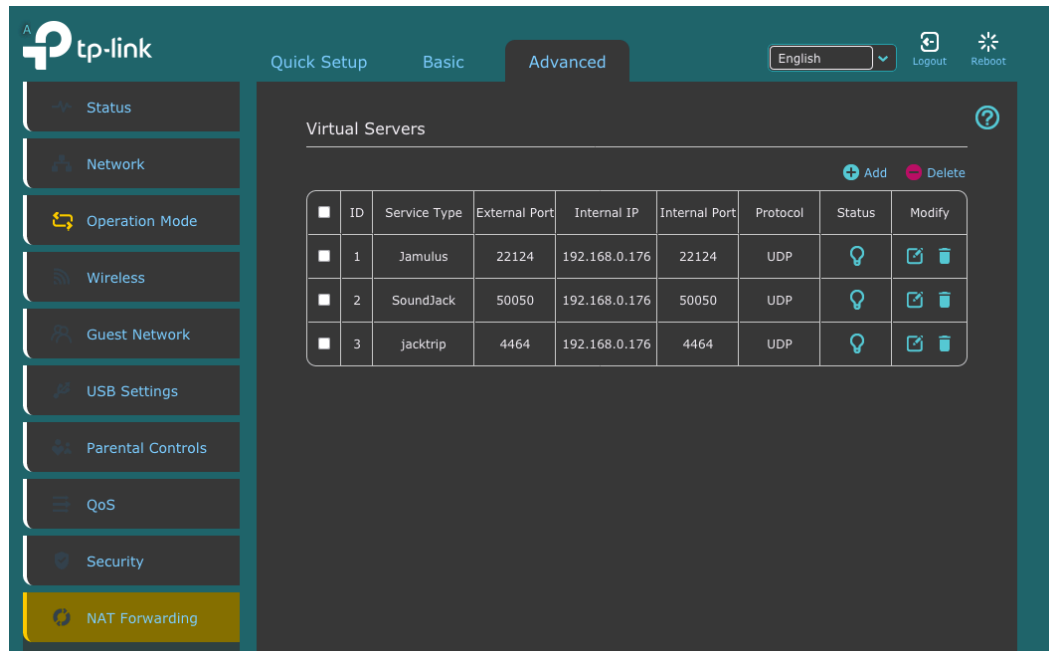 A
tp-link
Quick Setup Basic Advanced English Logout Reboot
Status
Network
Operation Mode
Wireless
Guest Network
USB Settings
Parental Controls
QoS
Security
NAT Forwarding
Virtual Servers
Add Delete
ID Service Type External Port Internal IP Internal Port Protocol Status Modify
1 Jamulus 22124 192.168.0.176 22124 UDP
2 SoundJack 50050 192.168.0.176 50050 UDP
3 jacktrip 4464 192.168.0.176 4464 UDP